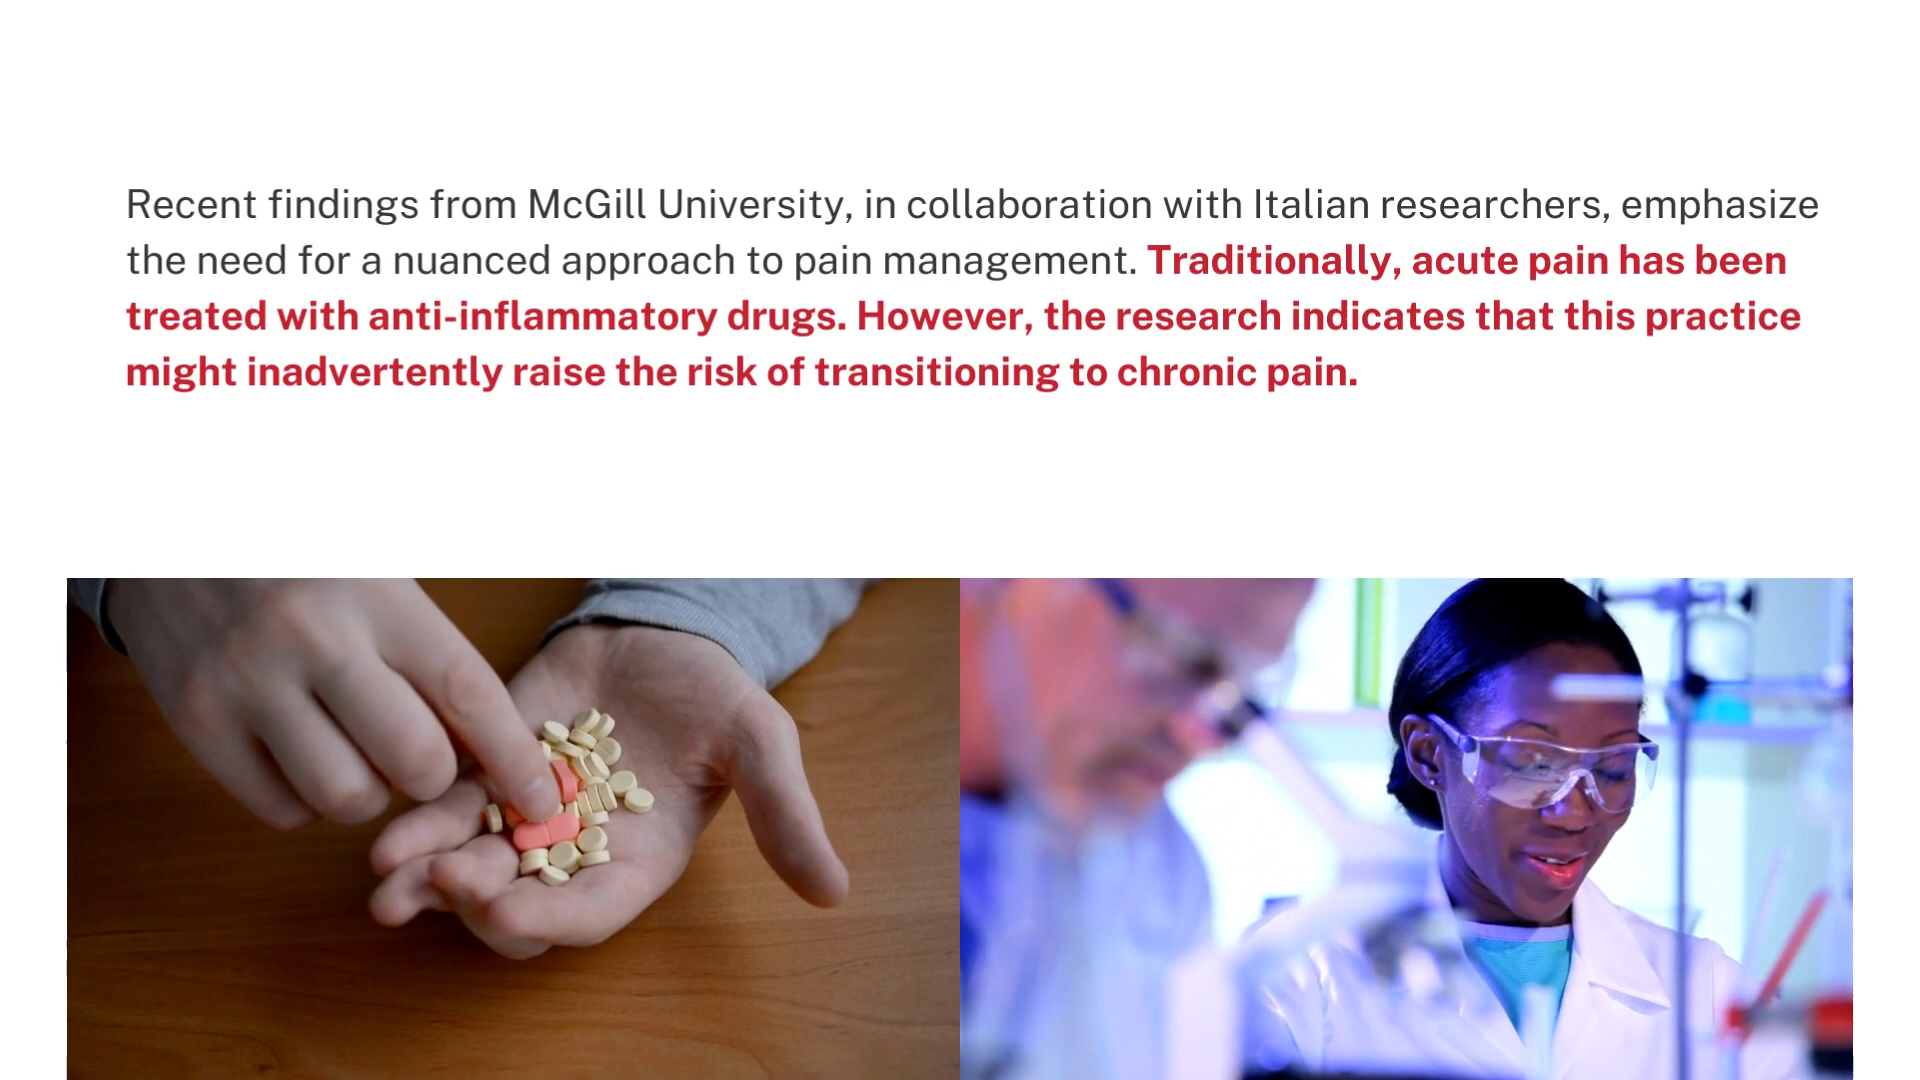 Recent findings from McGill University, in collaboration with Italian researchers, emphasize
the need for a nuanced approach to pain management. Traditionally, acute pain has been
treated with anti-inflammatory drugs. However, the research indicates that this practice
might inadvertently raise the risk of transitioning to chronic pain.